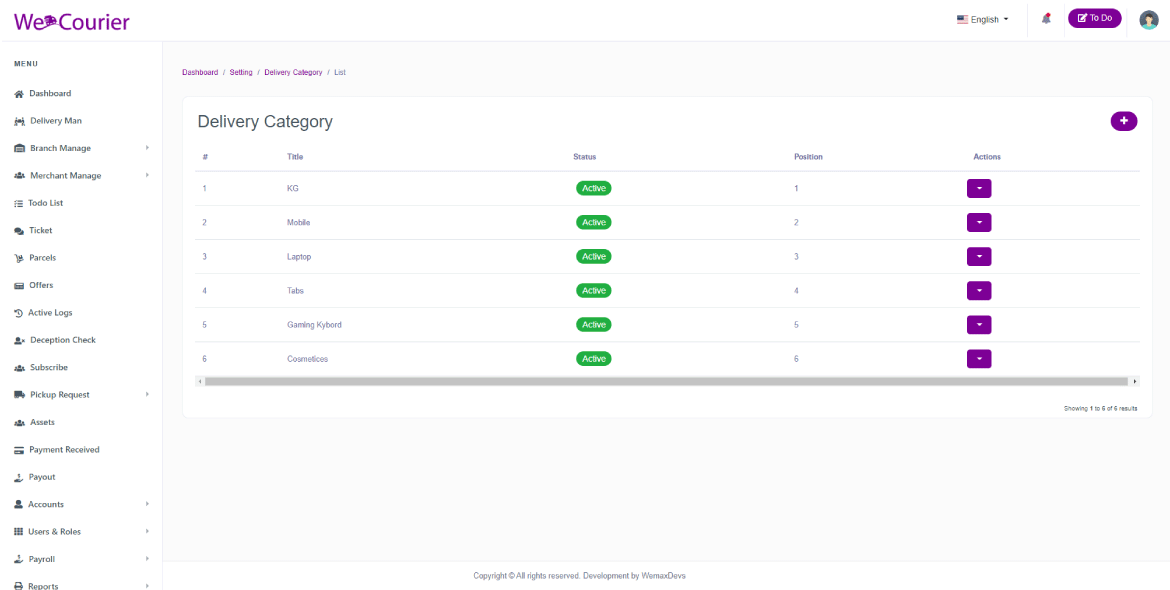 We Courier
English
To Do
MENU
Dashboard
Delivery Man
Branch Manage
Merchant Manage
Todo List
Ticket
Parcels
Offers
Active Logs
Deception Check
Subscribe
Pickup Request
Assets
Payment Received
Payout
Accounts
Users & Roles
Payroll
Reports
Dashboard / Setting / Delivery Category / List
Delivery Category
# Title Status Position Actions
1 KG Active 1
2 Mobile Active 2
3 Laptop Active 3
4 Tabs Active 4
5 Gaming Kybord Active 5
6 Cosmetices Active 6
Showing 1 to 6 of 6 results
Copyright © All rights reserved. Development by WemaxDevs